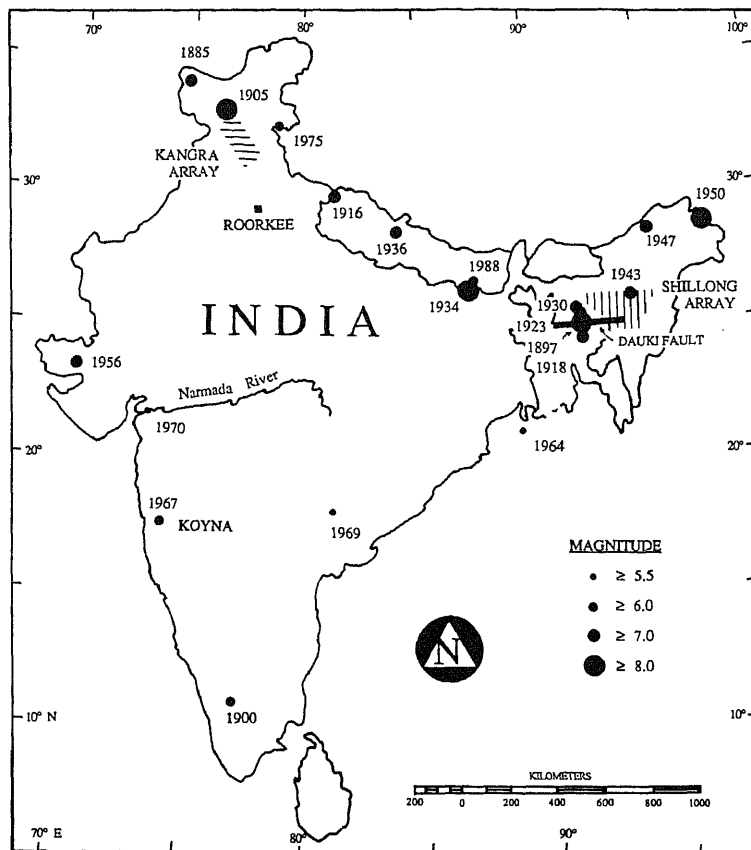 70°
80°
90°
100°
1885
1905
1975
KANGRA
ARRAY
30°
30°
1950
ROORKEE
1916
1936
1947
1988
1943
1934
1930
SHILLONG
ARRAY
INDIA
1923
1897
DAUKI FAULT
1918
1956
Narmada River
1970
20°
20°
1964
1967
KOYNA
1969
MAGNITUDE
≥ 5.5
≥ 6.0
≥ 7.0
≥ 8.0
N
1900
10° N
10°
KILOMETERS
200 0 200 400 600 800 1000
70° E
80°
90°